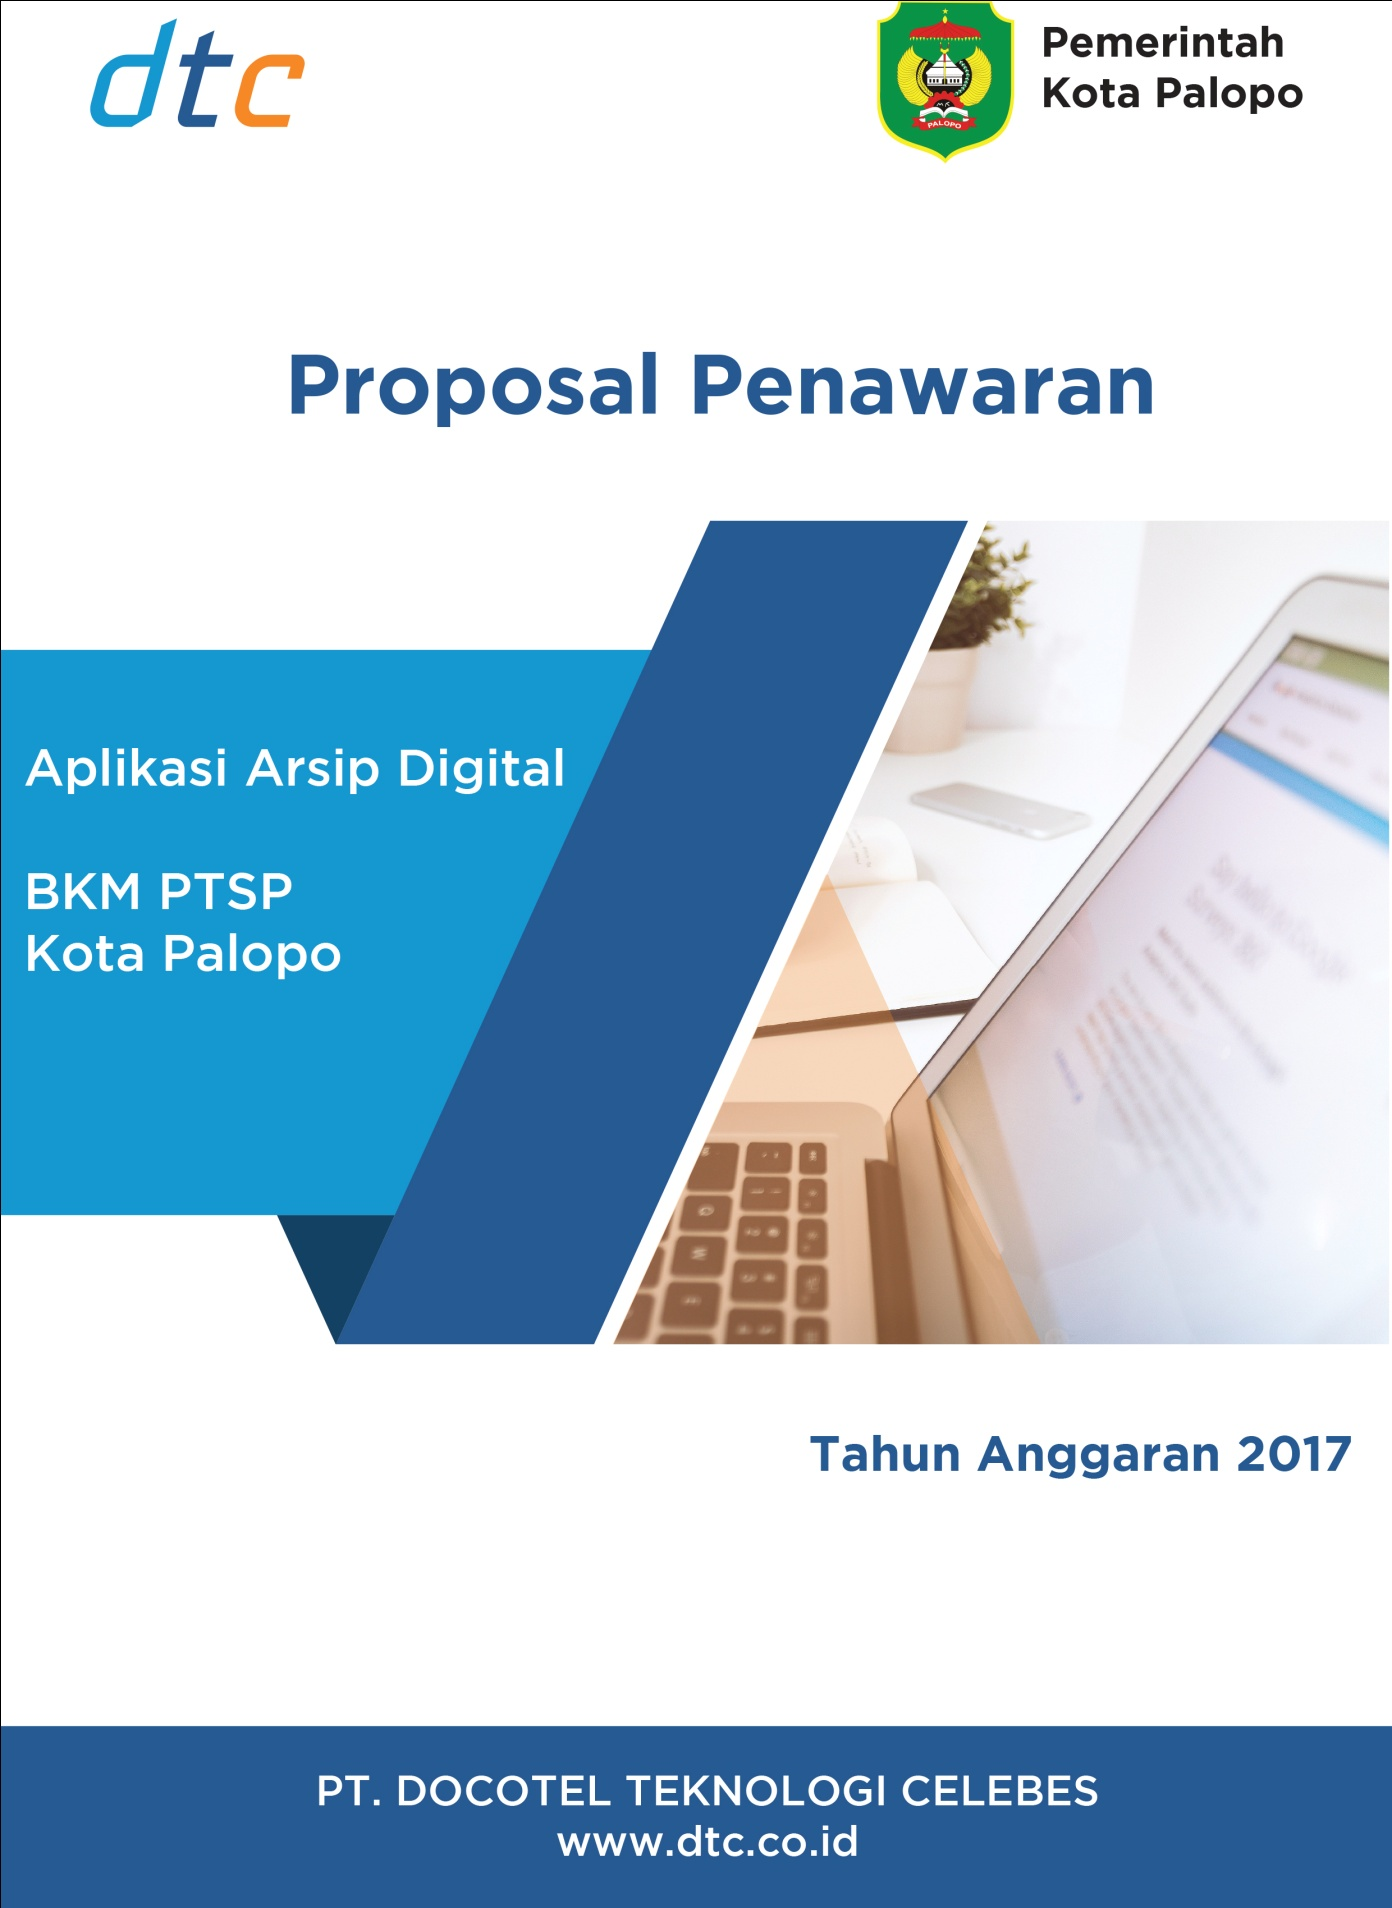 dtc
Pemerintah
Kota Palopo
PALOPO
Proposal Penawaran
Aplikasi Arsip Digital
BKM PTSP
Kota Palopo
Tahun Anggaran 2017
PT. DOCOTEL TEKNOLOGI CELEBES
www.dtc.co.id